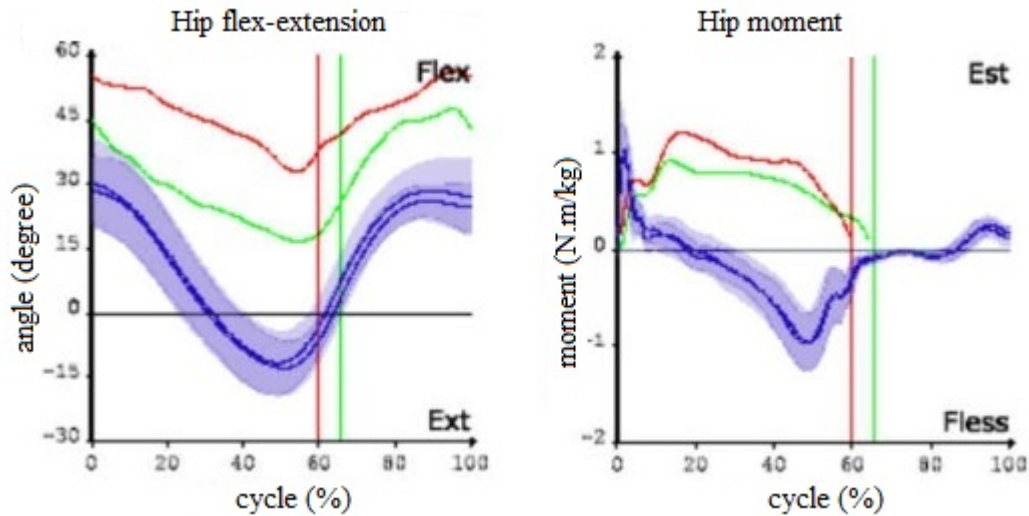 Hip flex-extension
60
45
30
15
0
-15
-30
Flex
Ext
angle (degree)
0 20 40 60 80 100
cycle (%)
Hip moment
2
1
0
-1
-2
Est
Fless
moment (N.m/kg)
0 20 40 60 80 100
cycle (%)